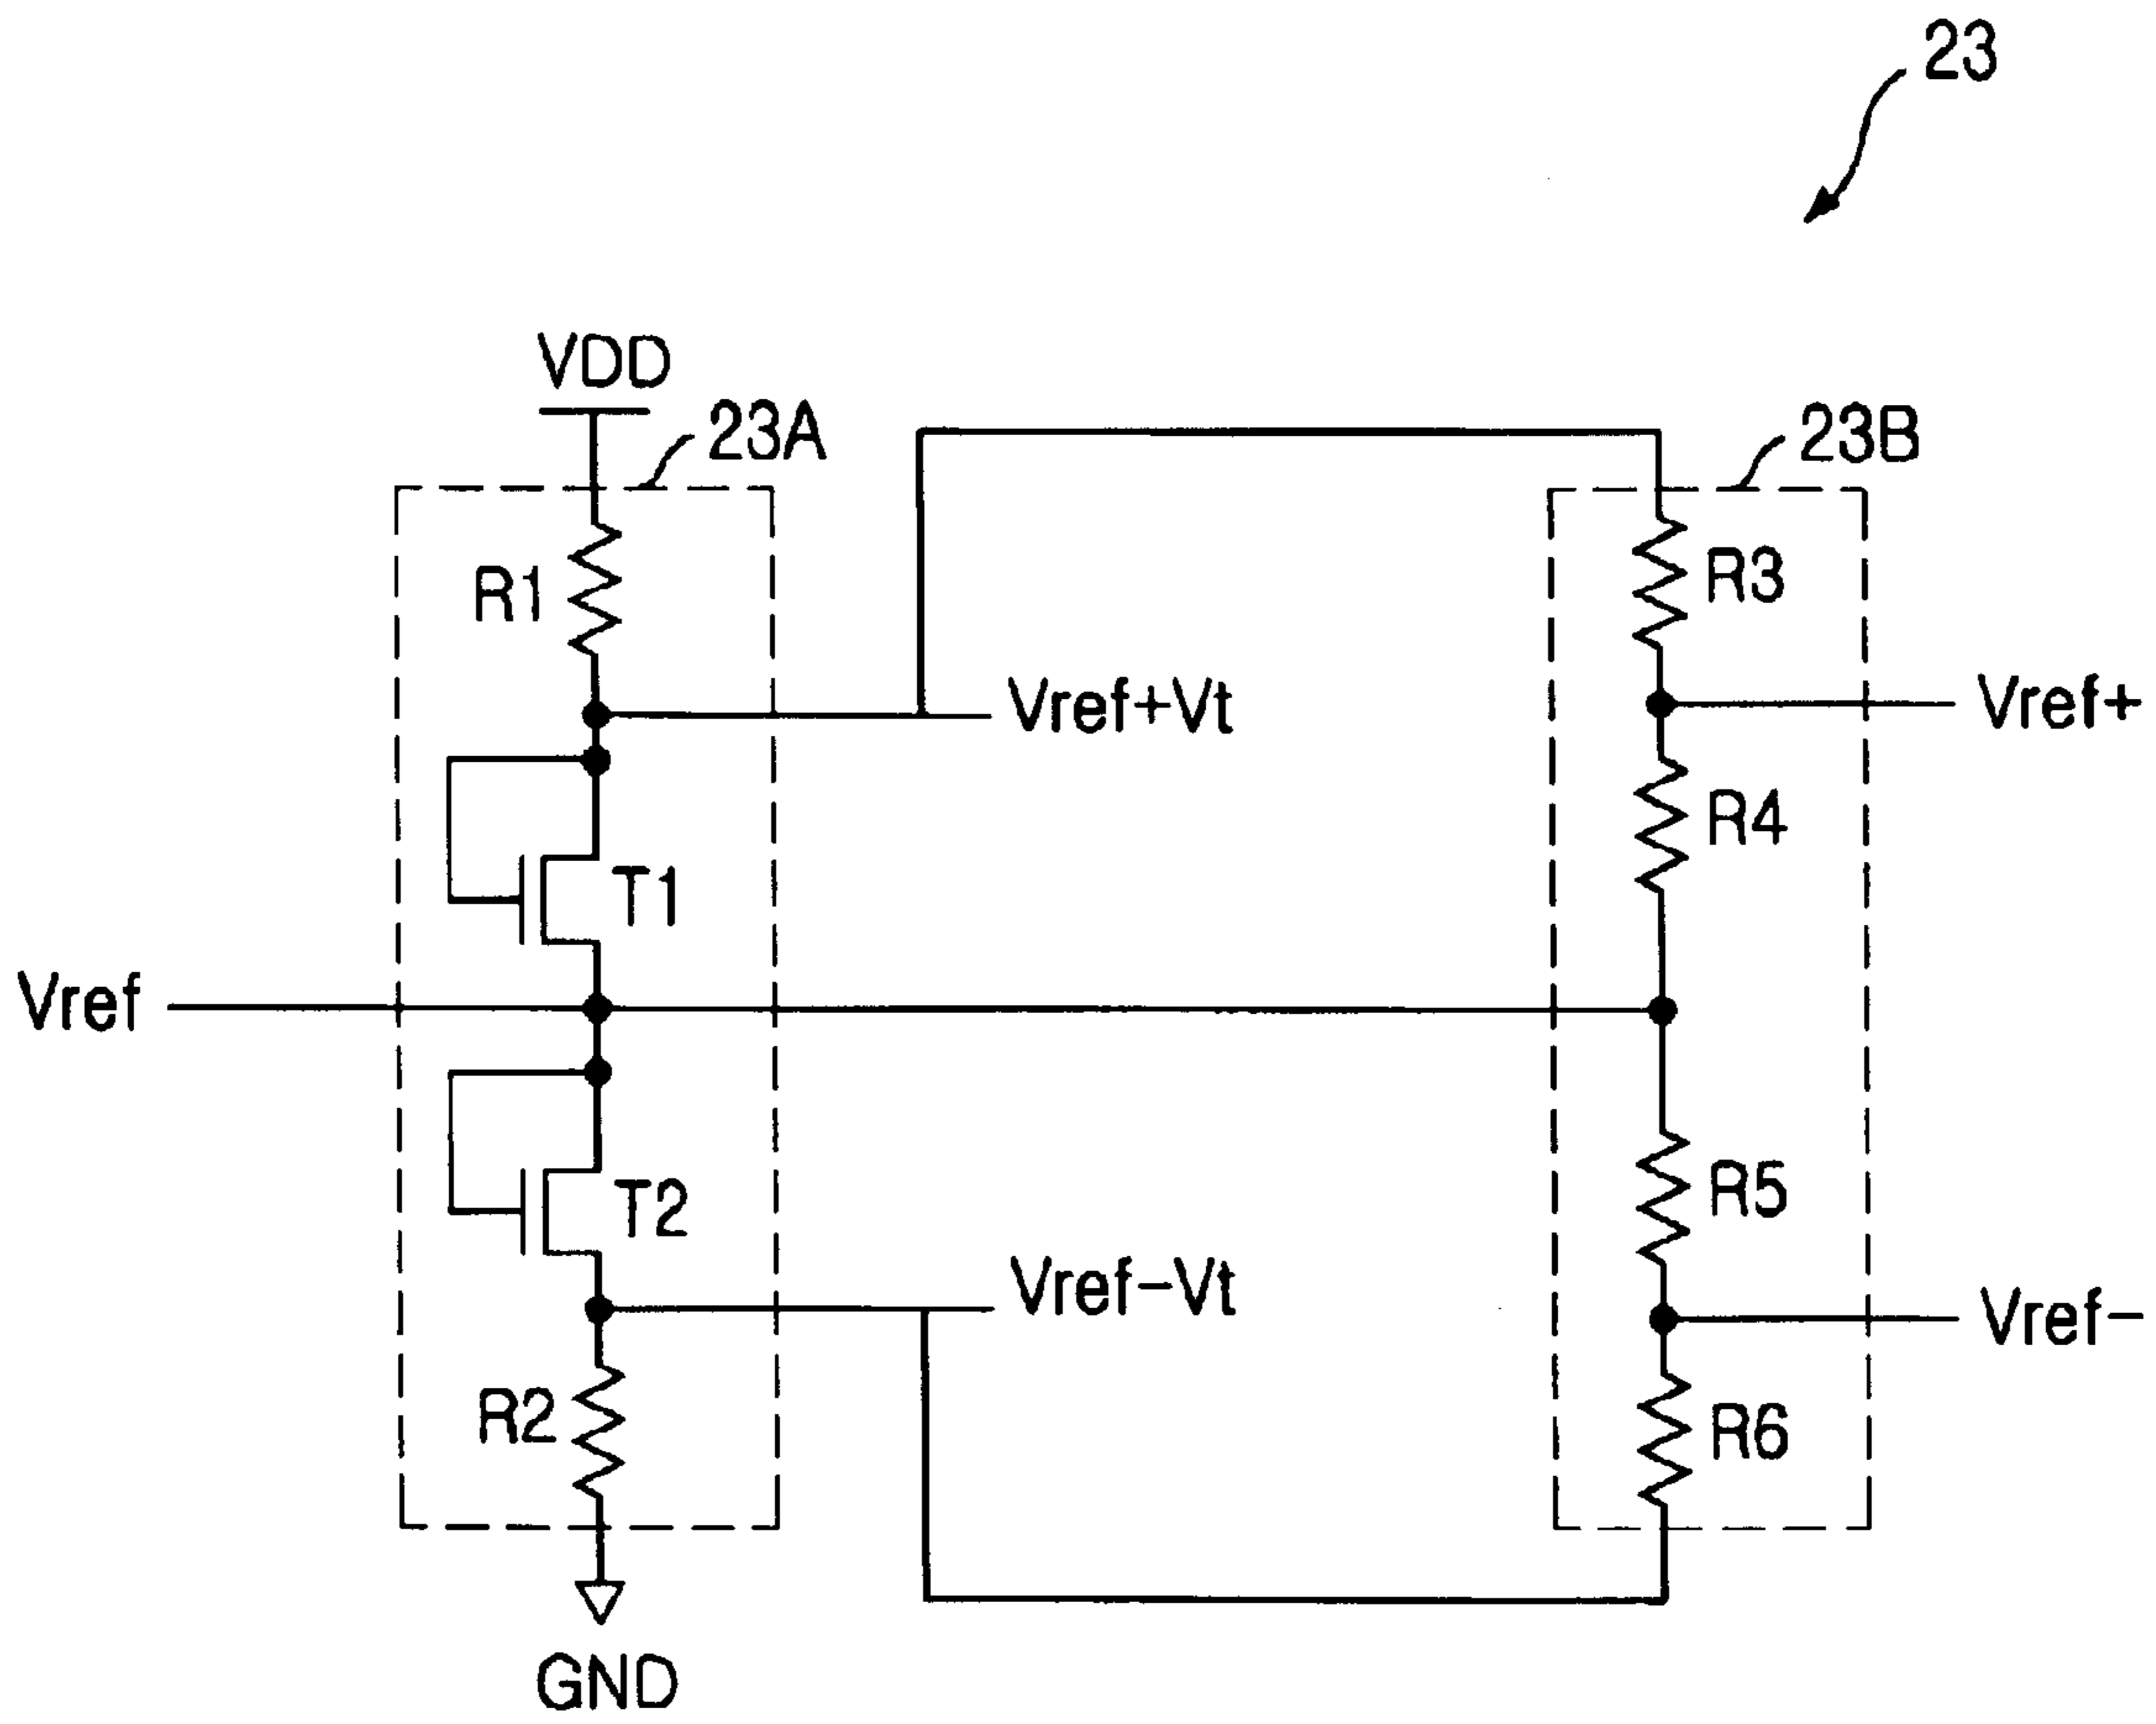 23
VDD
23A
23B
R1
R3
Vref+Vt
Vref+
R4
T1
Vref
T2
R5
Vref-Vt
Vref-
R2
R6
GND